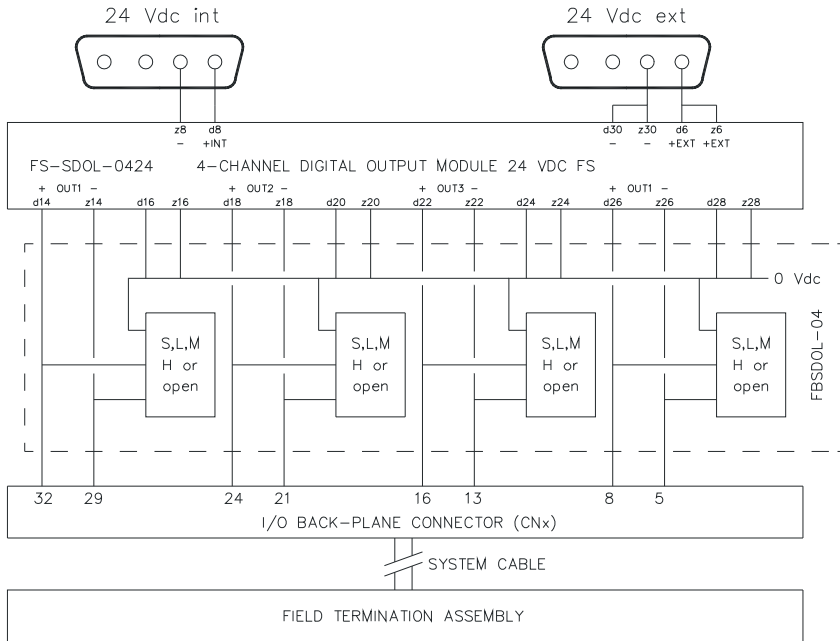 24 Vdc int 24 Vdc ext
z8 d8 d30 z30 d6 z6
- +INT - - +EXT +EXT
FS-SDOL-0424 4-CHANNEL DIGITAL OUTPUT MODULE 24 VDC FS
+ OUT1 - + OUT2 - + OUT3 - + OUT1 -
d14 z14 d16 z16 d18 z18 d20 z20 d22 z22 d24 z24 d26 z26 d28 z28
0 Vdc
S,L,M S,L,M S,L,M S,L,M
H or H or H or H or
open open open open
FBSDOL-04
32 29 24 21 16 13 8 5
I/O BACK-PLANE CONNECTOR (CNx)
SYSTEM CABLE
FIELD TERMINATION ASSEMBLY